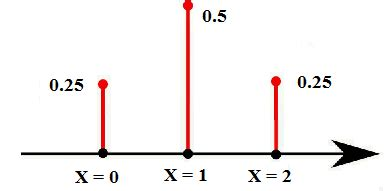 0.5
0.25
0.25
X = 0
X = 1
X = 2